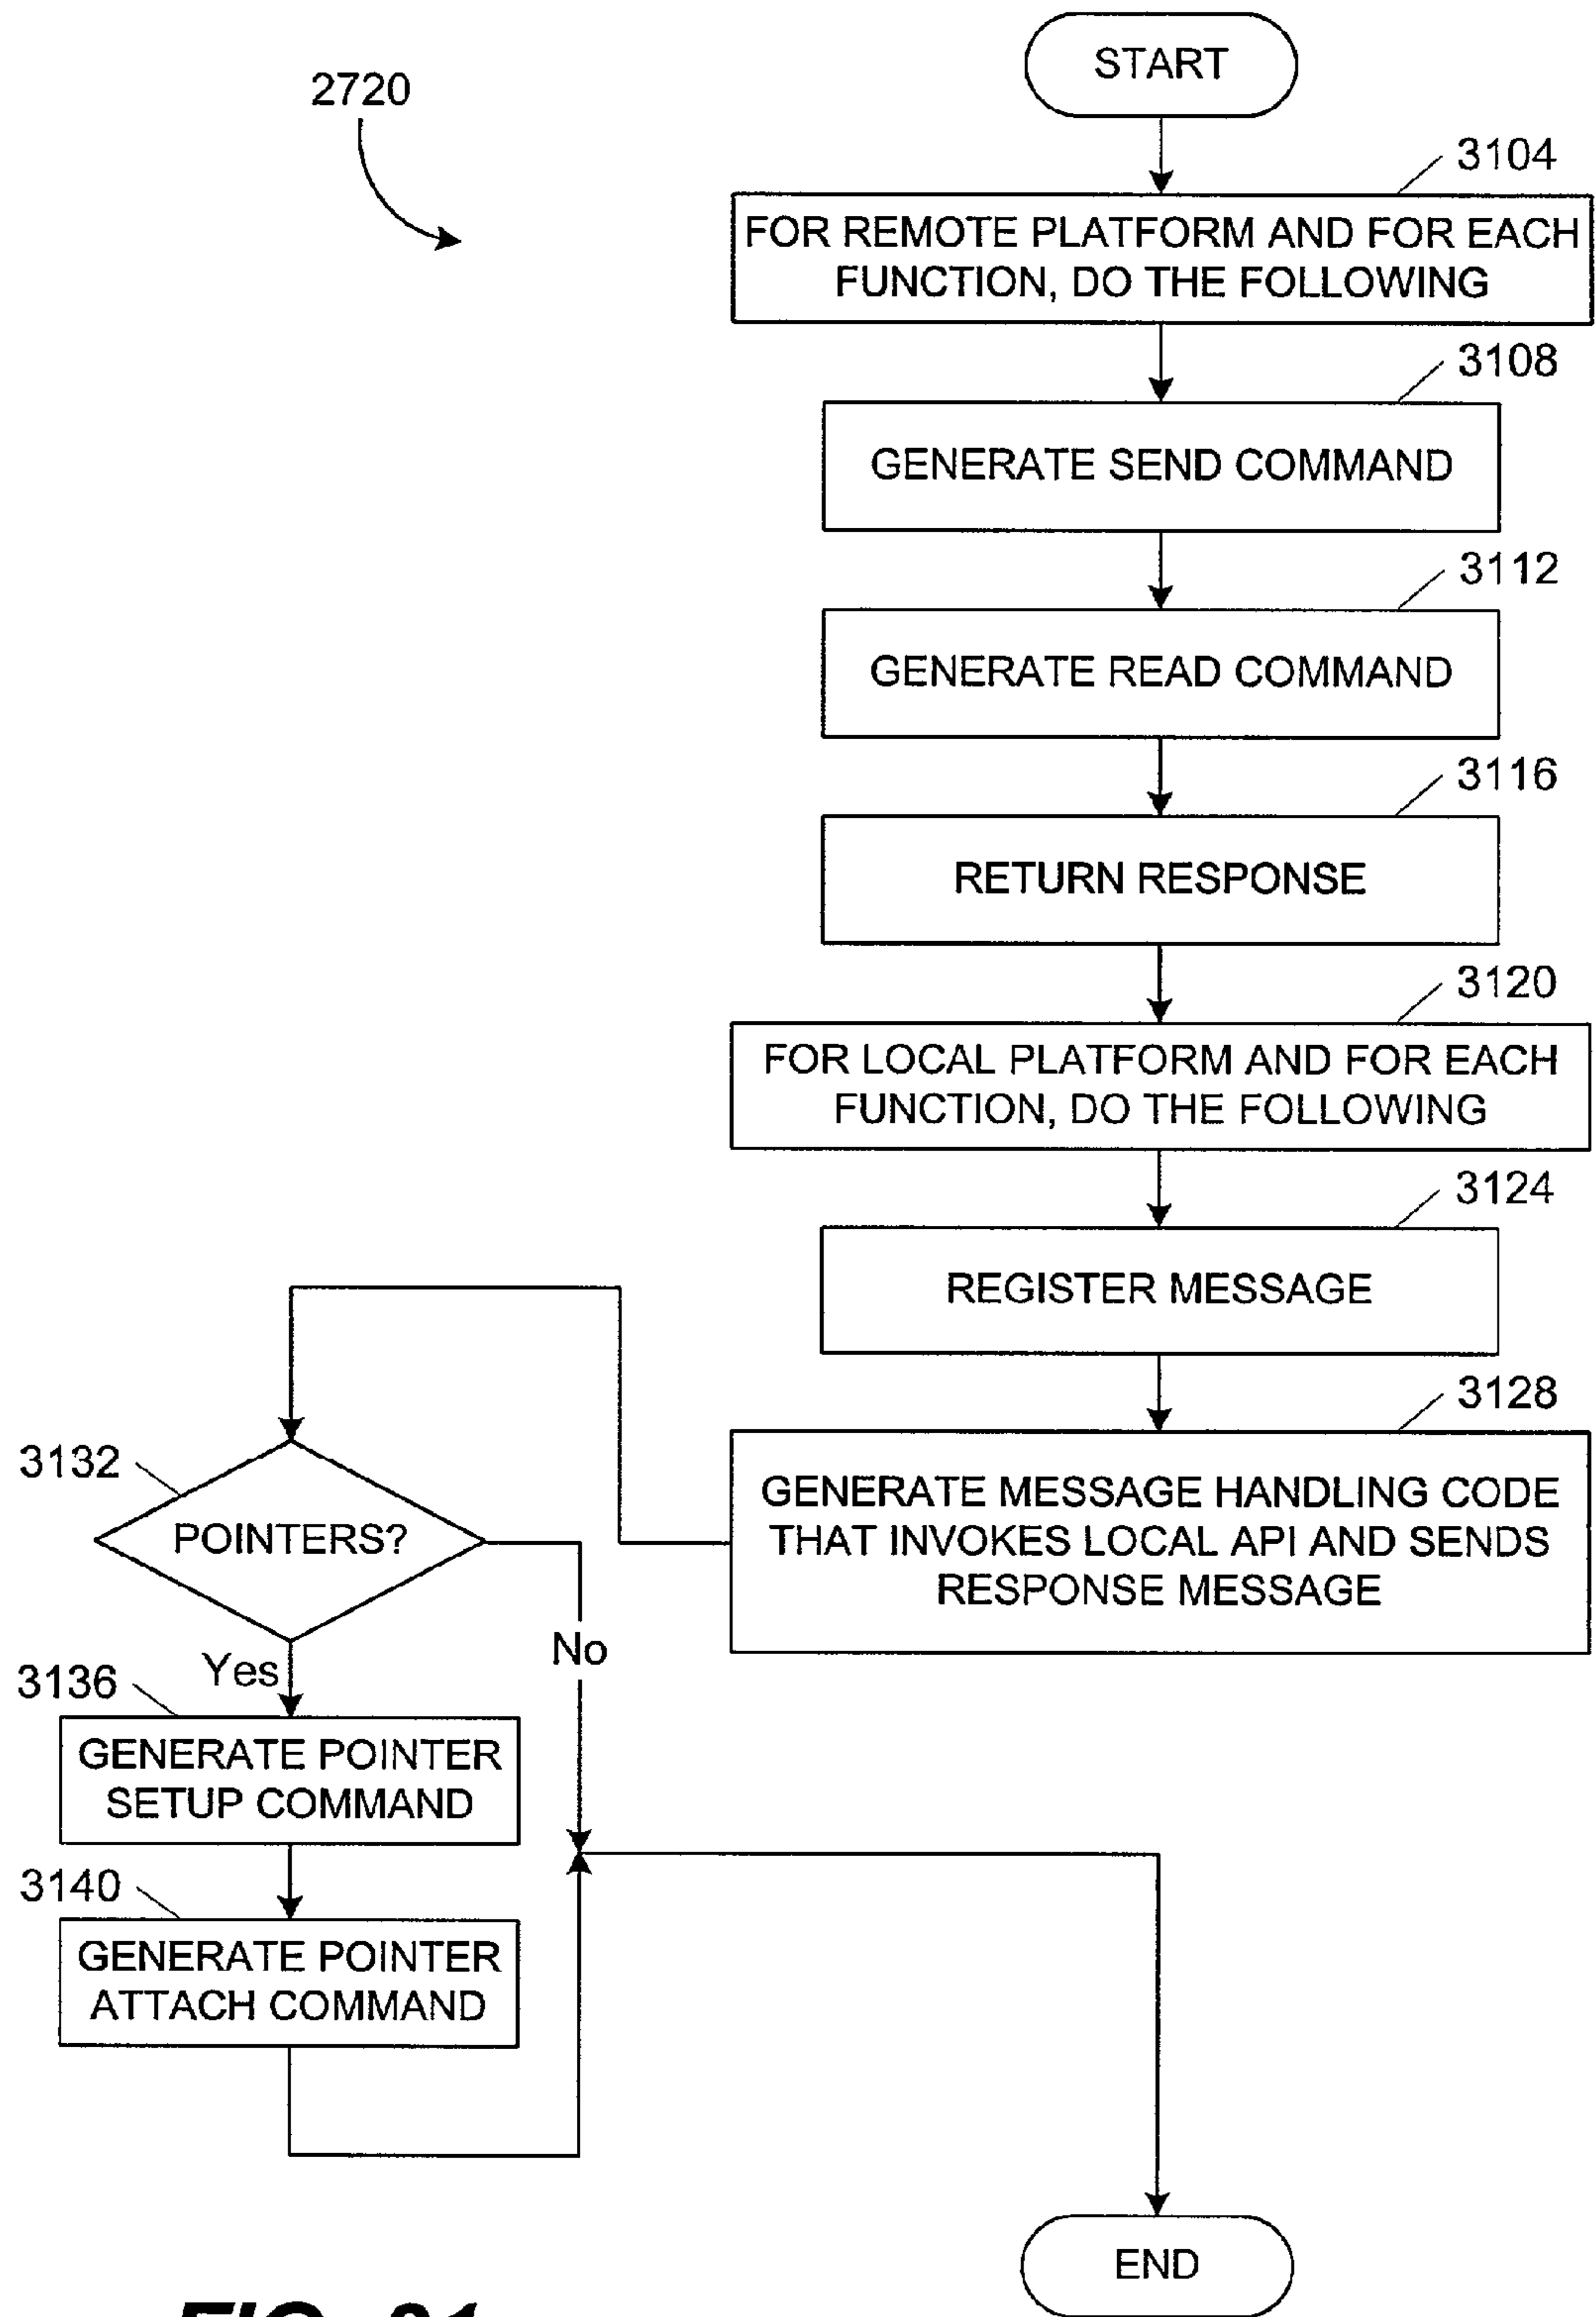 START
2720
3104
FOR REMOTE PLATFORM AND FOR EACH
FUNCTION, DO THE FOLLOWING
3108
GENERATE SEND COMMAND
3112
GENERATE READ COMMAND
3116
RETURN RESPONSE
3120
FOR LOCAL PLATFORM AND FOR EACH
FUNCTION, DO THE FOLLOWING
3124
REGISTER MESSAGE
3128
GENERATE MESSAGE HANDLING CODE
THAT INVOKES LOCAL API AND SENDS
RESPONSE MESSAGE
3132
POINTERS?
No
Yes
3136
GENERATE POINTER
SETUP COMMAND
3140
GENERATE POINTER
ATTACH COMMAND
END
FIG. 31